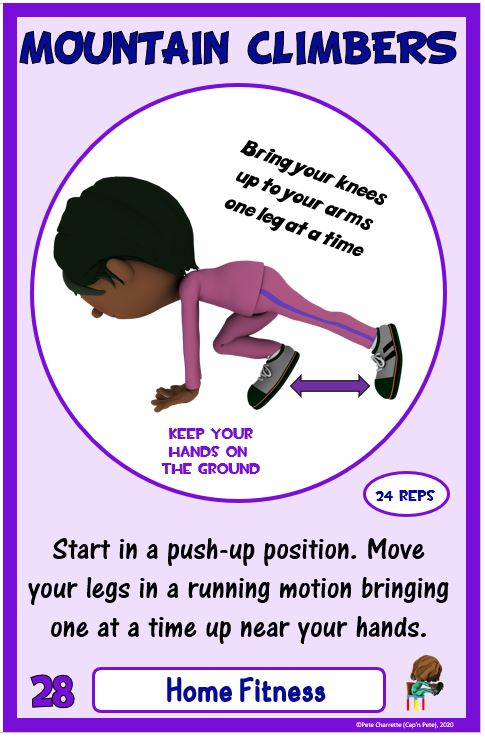 MOUNTAIN CLIMBERS
Bring your knees
up to your arms
one leg at a time
KEEP YOUR
HANDS ON
THE GROUND
24 REPS
Start in a push-up position. Move
your legs in a running motion bringing
one at a time up near your hands.
28
Home Fitness
©Pete Charrette (Cap'n Pete), 2020